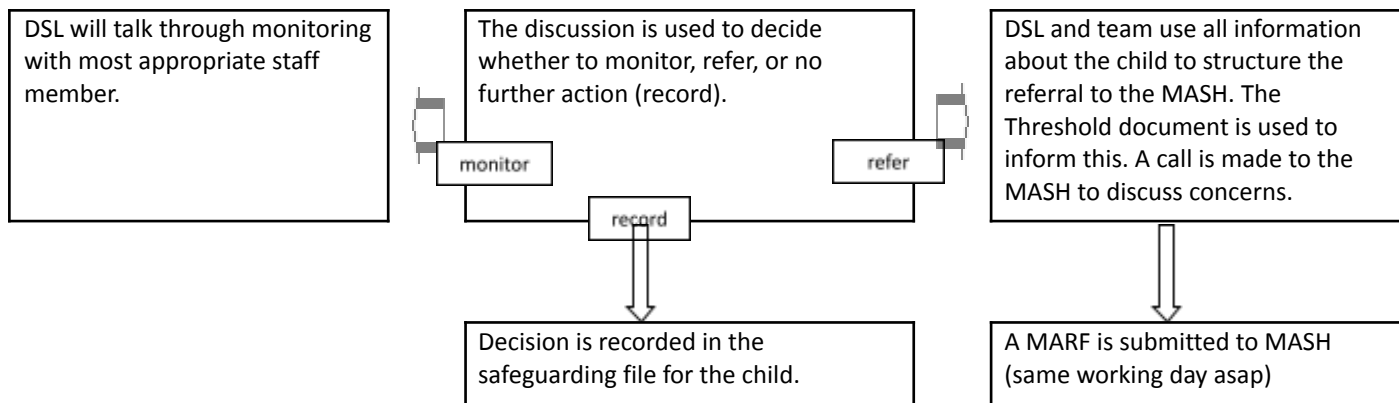 DSL will talk through monitoring
with most appropriate staff
member.
The discussion is used to decide
whether to monitor, refer, or no
further action (record).
monitor
refer
record
DSL and team use all information
about the child to structure the
referral to the MASH. The
Threshold document is used to
inform this. A call is made to the
MASH to discuss concerns.
Decision is recorded in the
safeguarding file for the child.
A MARF is submitted to MASH
(same working day asap)